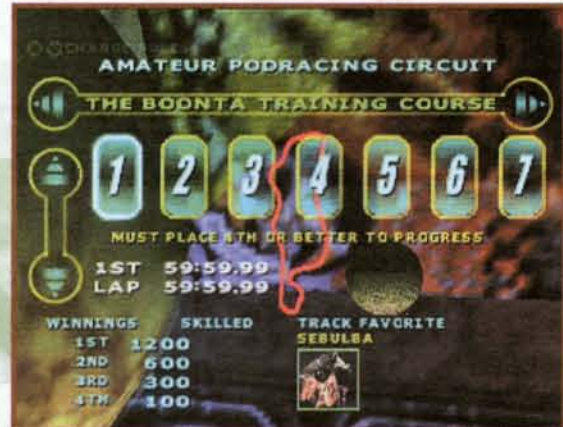 AMATEUR PODRACING CIRCUIT
THE BOONTA TRAINING COURSE
1 2 3 4 5 6 7
MUST PLACE 4TH OR BETTER TO PROGRESS
1ST 59:59.99
LAP 59:59.99
WINNINGS SKILLED
1ST 1200
2ND 600
3RD 300
4TH 100
TRACK FAVORITE
SEBULBA